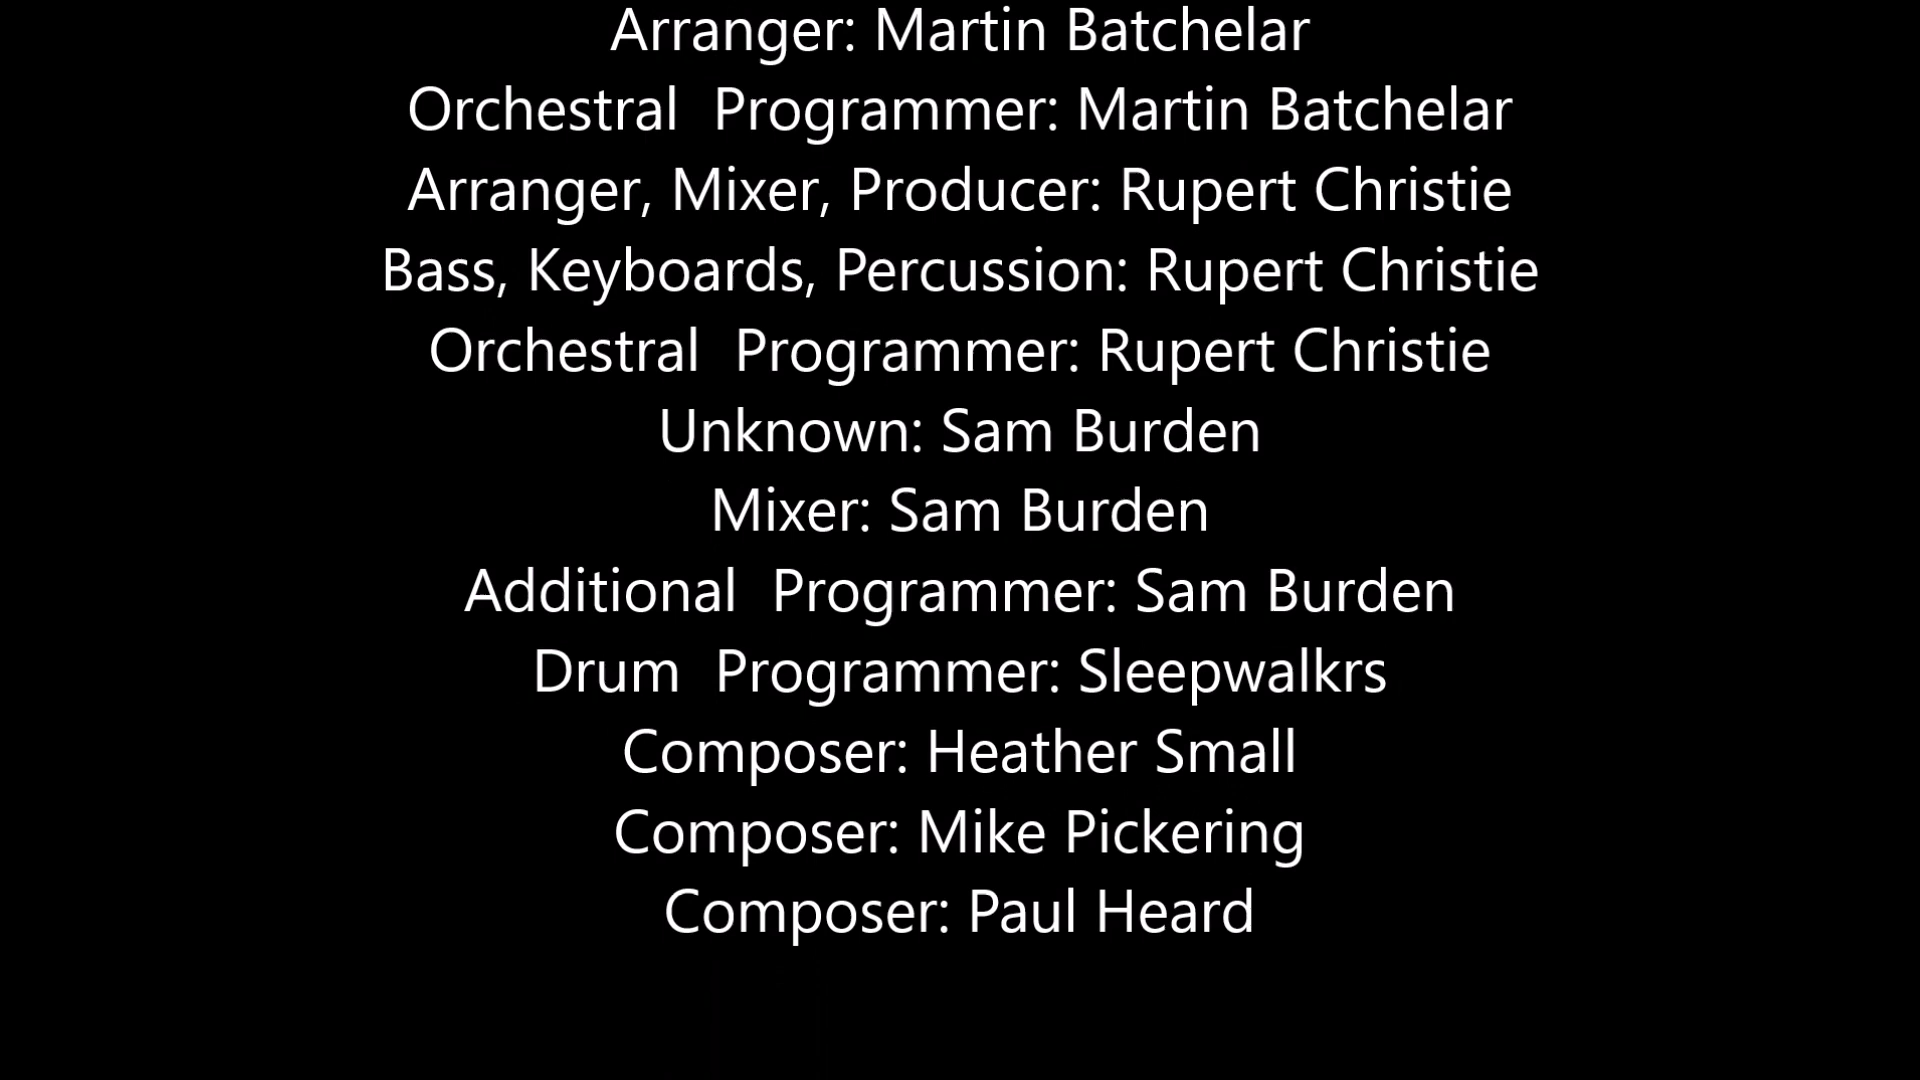 Arranger: Martin Batchelar
Orchestral  Programmer: Martin Batchelar
Arranger, Mixer, Producer: Rupert Christie
Bass, Keyboards, Percussion: Rupert Christie
Orchestral  Programmer: Rupert Christie
Unknown: Sam Burden
Mixer: Sam Burden
Additional  Programmer: Sam Burden
Drum  Programmer: Sleepwalkrs
Composer: Heather Small
Composer: Mike Pickering
Composer: Paul Heard